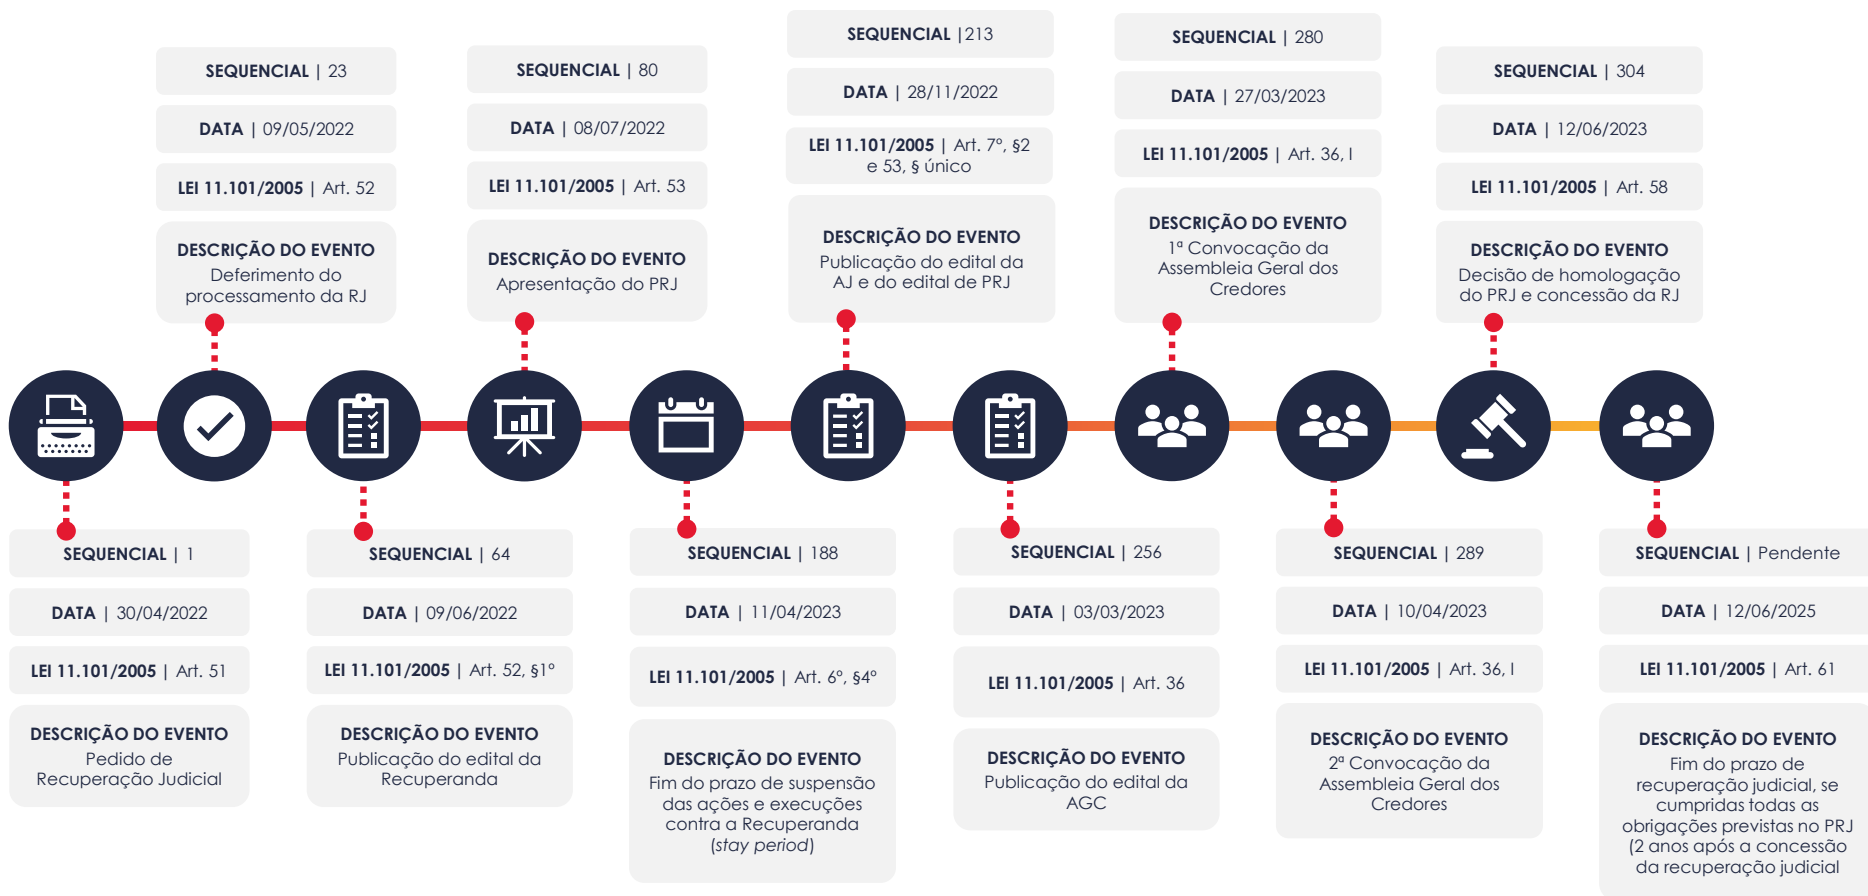 SEQUENCIAL | 23
DATA | 09/05/2022
LEI 11.101/2005 | Art. 52
DESCRIÇÃO DO EVENTO
Deferimento do
processamento da RJ
SEQUENCIAL | 80
DATA | 08/07/2022
LEI 11.101/2005 | Art. 53
DESCRIÇÃO DO EVENTO
Apresentação do PRJ
SEQUENCIAL |213
DATA | 28/11/2022
LEI 11.101/2005 | Art. 7º, §2
e 53, § único
DESCRIÇÃO DO EVENTO
Publicação do edital da
AJ e do edital de PRJ
SEQUENCIAL | 280
DATA | 27/03/2023
LEI 11.101/2005 | Art. 36, I
DESCRIÇÃO DO EVENTO
1ª Convocação da
Assembleia Geral dos
Credores
SEQUENCIAL | 304
DATA | 12/06/2023
LEI 11.101/2005 | Art. 58
DESCRIÇÃO DO EVENTO
Decisão de homologação
do PRJ e concessão da RJ
SEQUENCIAL | 1
DATA | 30/04/2022
LEI 11.101/2005 | Art. 51
DESCRIÇÃO DO EVENTO
Pedido de
Recuperação Judicial
SEQUENCIAL | 64
DATA | 09/06/2022
LEI 11.101/2005 | Art. 52, §1º
DESCRIÇÃO DO EVENTO
Publicação do edital da
Recuperanda
SEQUENCIAL | 188
DATA | 11/04/2023
LEI 11.101/2005 | Art. 6º, §4º
DESCRIÇÃO DO EVENTO
Fim do prazo de suspensão
das ações e execuções
contra a Recuperanda
(stay period)
SEQUENCIAL | 256
DATA | 03/03/2023
LEI 11.101/2005 | Art. 36
DESCRIÇÃO DO EVENTO
Publicação do edital da
AGC
SEQUENCIAL | 289
DATA | 10/04/2023
LEI 11.101/2005 | Art. 36, I
DESCRIÇÃO DO EVENTO
2ª Convocação da
Assembleia Geral dos
Credores
SEQUENCIAL | Pendente
DATA | 12/06/2025
LEI 11.101/2005 | Art. 61
DESCRIÇÃO DO EVENTO
Fim do prazo de
recuperação judicial, se
cumpridas todas as
obrigações previstas no PRJ
(2 anos após a concessão
da recuperação judicial